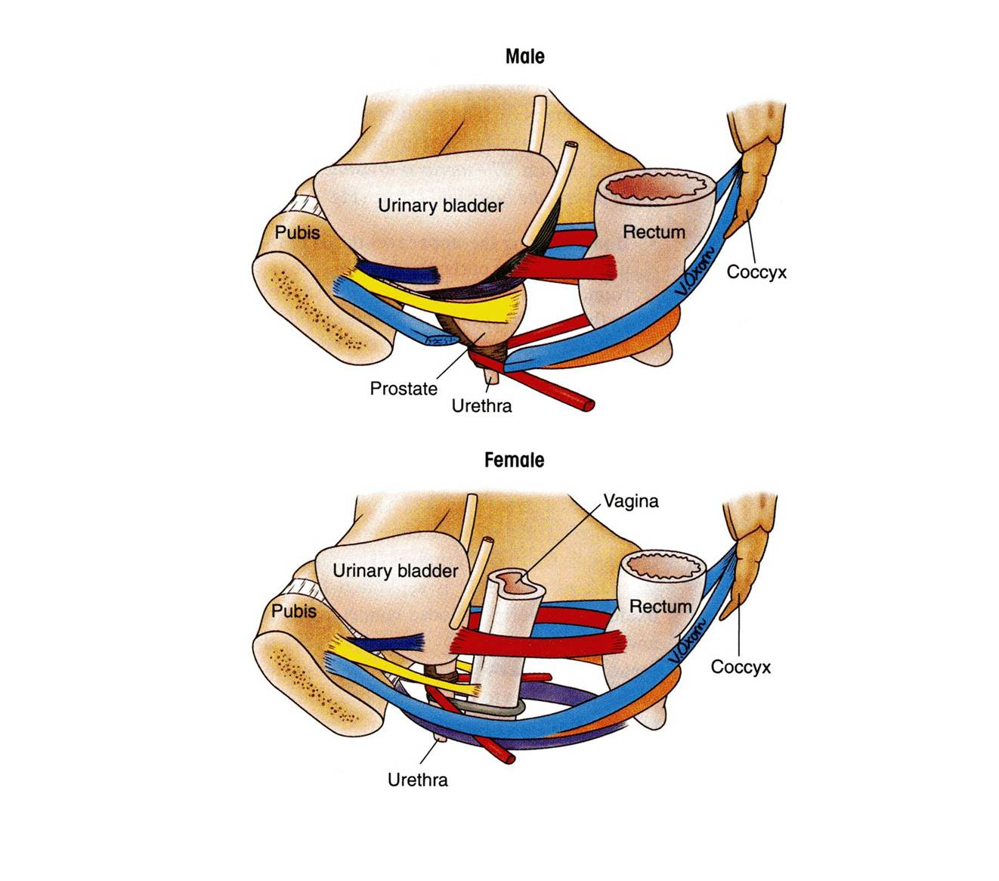 Male
Urinary bladder
Pubis
Rectum
Coccyx
V.Oxorn
Prostate
Urethra
Female
Vagina
Urinary bladder
Pubis
Rectum
V.Oxorn
Coccyx
Urethra